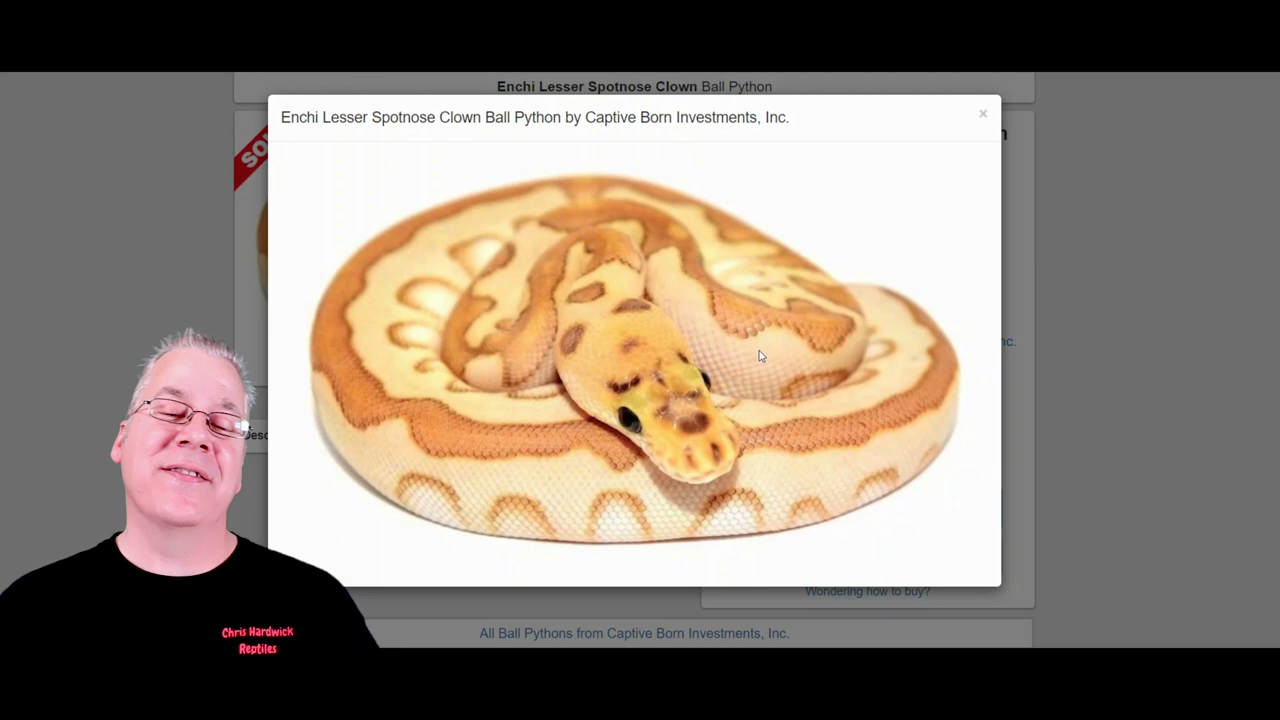 Enchi Lesser Spotnose Clown Ball Python
Enchi Lesser Spotnose Clown Ball Python by Captive Born Investments, Inc.
×
Wondering how to buy?
All Ball Pythons from Captive Born Investments, Inc.
Chris Hardwick
Reptiles